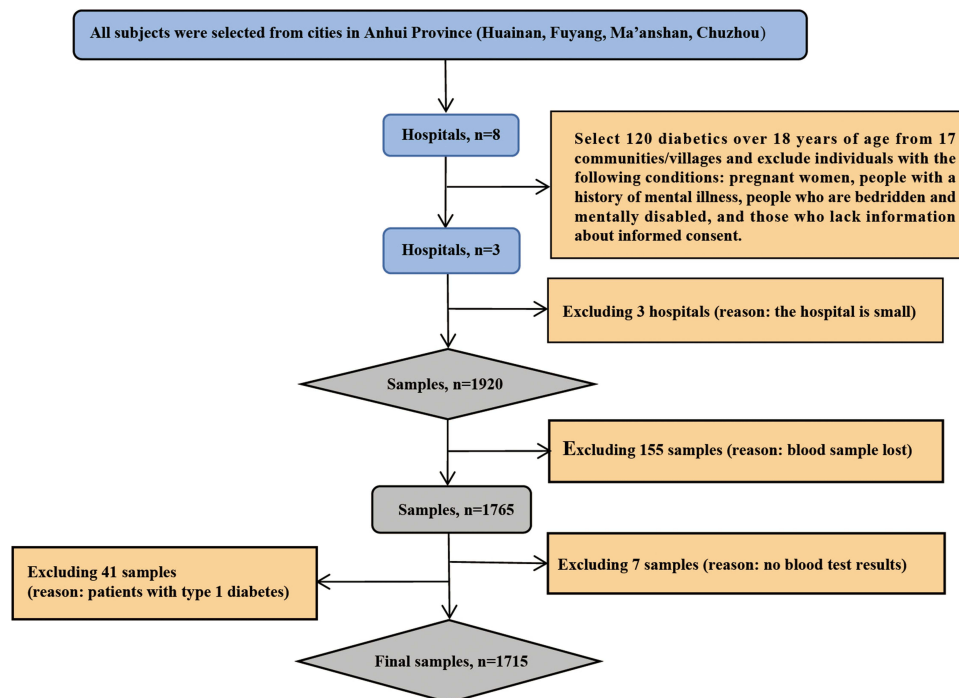 All subjects were selected from cities in Anhui Province (Huainan, Fuyang, Ma’anshan, Chuzhou)
Hospitals, n=8
Select 120 diabetics over 18 years of age from 17
communities/villages and exclude individuals with the
following conditions: pregnant women, people with a
history of mental illness, people who are bedridden and
mentally disabled, and those who lack information
about informed consent.
Hospitals, n=3
Excluding 3 hospitals (reason: the hospital is small)
Samples, n=1920
Excluding 155 samples (reason: blood sample lost)
Samples, n=1765
Excluding 7 samples (reason: no blood test results)
Excluding 41 samples
(reason: patients with type 1 diabetes)
Final samples, n=1715